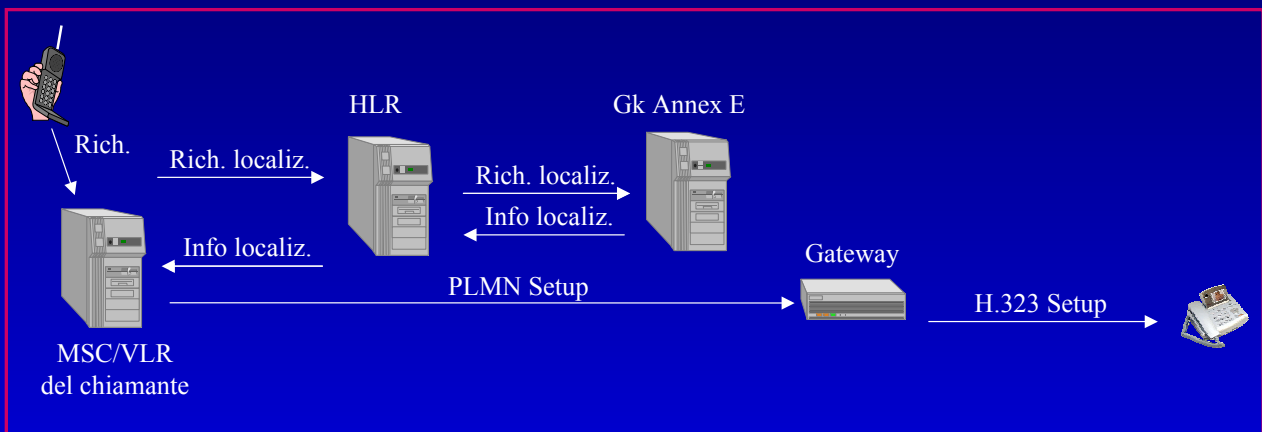 HLR
Gk Annex E
Rich.
Rich. localiz.
Rich. localiz.
Info localiz.
Info localiz.
Gateway
PLMN Setup
H.323 Setup
MSC/VLR
del chiamante